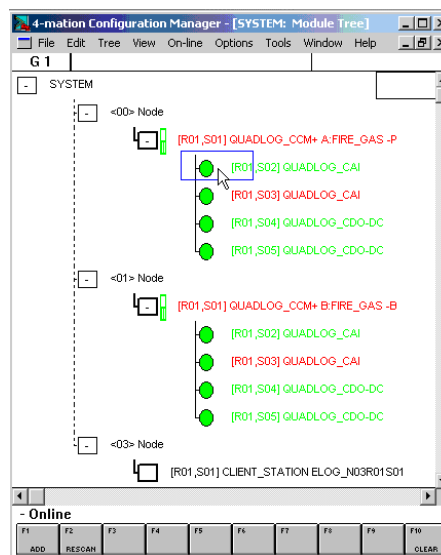 4-mation Configuration Manager - [SYSTEM: Module Tree]
File Edit Tree View On-line Options Tools Window Help
G 1
SYSTEM
<00> Node
[R01,S01] QUADLOG_CCM+ A:FIRE_GAS -P
[R01,S02] QUADLOG_CAI
[R01,S03] QUADLOG_CAI
[R01,S04] QUADLOG_CDO-DC
[R01,S05] QUADLOG_CDO-DC
<01> Node
[R01,S01] QUADLOG_CCM+ B:FIRE_GAS -B
[R01,S02] QUADLOG_CAI
[R01,S03] QUADLOG_CAI
[R01,S04] QUADLOG_CDO-DC
[R01,S05] QUADLOG_CDO-DC
<03> Node
[R01,S01] CLIENT_STATION ELOG_N03R01S01
- Online
F1 F2 F3 F4 F5 F6 F7 F8 F9 F10
ADD RESCAN CLEAR